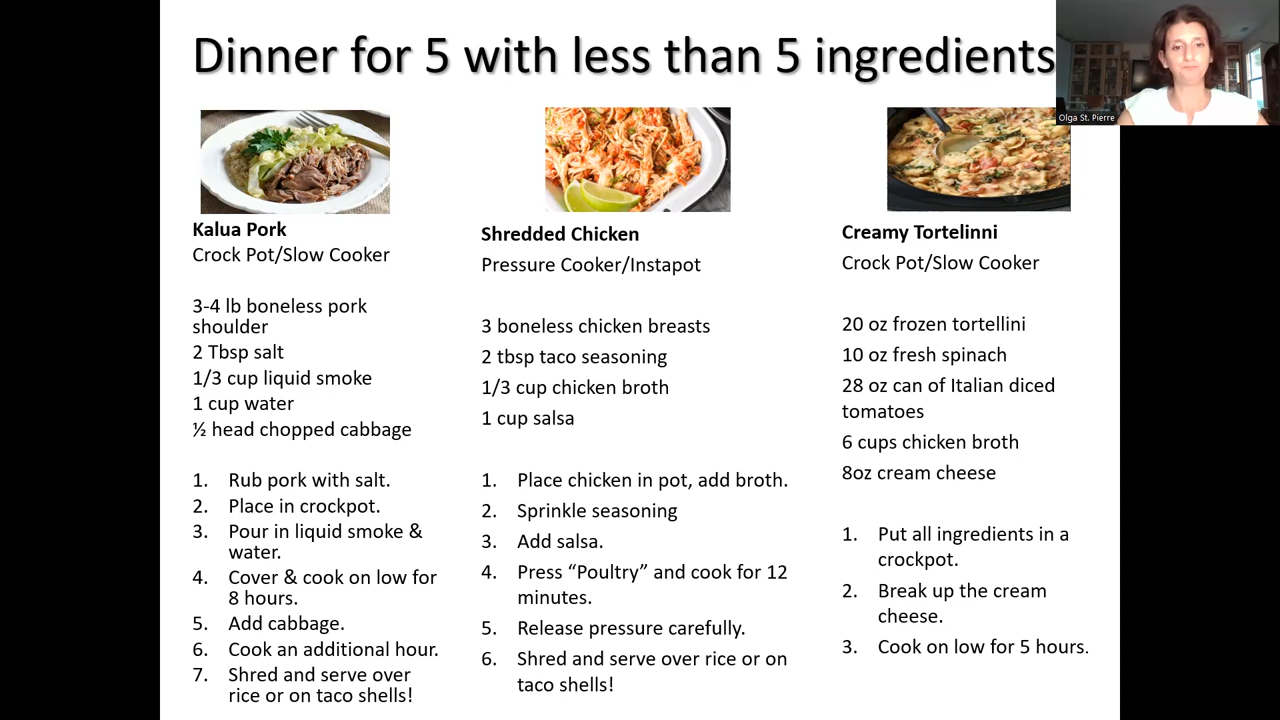 Dinner for 5 with less than 5 ingredients
Olga St. Pierre
Kalua Pork
Crock Pot/Slow Cooker
3-4 lb boneless pork
shoulder
2 Tbsp salt
1/3 cup liquid smoke
1 cup water
½ head chopped cabbage
1. Rub pork with salt.
2. Place in crockpot.
3. Pour in liquid smoke &
water.
4. Cover & cook on low for
8 hours.
5. Add cabbage.
6. Cook an additional hour.
7. Shred and serve over
rice or on taco shells!
Shredded Chicken
Pressure Cooker/Instapot
3 boneless chicken breasts
2 tbsp taco seasoning
1/3 cup chicken broth
1 cup salsa
1. Place chicken in pot, add broth.
2. Sprinkle seasoning
3. Add salsa.
4. Press “Poultry” and cook for 12
minutes.
5. Release pressure carefully.
6. Shred and serve over rice or on
taco shells!
Creamy Tortelinni
Crock Pot/Slow Cooker
20 oz frozen tortellini
10 oz fresh spinach
28 oz can of Italian diced
tomatoes
6 cups chicken broth
8oz cream cheese
1. Put all ingredients in a
crockpot.
2. Break up the cream
cheese.
3. Cook on low for 5 hours.